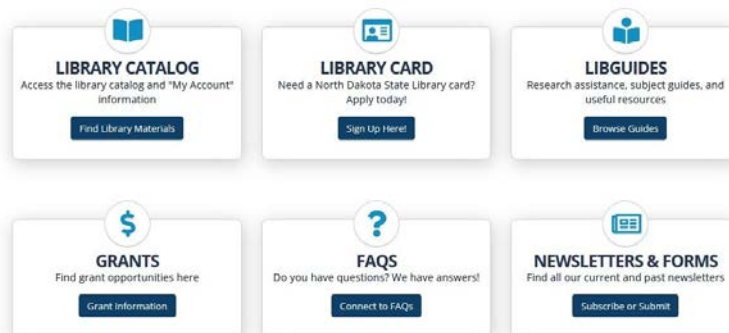 LIBRARY CATALOG
Access the library catalog and "My Account"
information
Find Library Materials
LIBRARY CARD
Need a North Dakota State Library card?
Apply today!
Sign Up Here!
LIBGUIDES
Research assistance, subject guides, and
useful resources
Browse Guides
GRANTS
Find grant opportunities here
Grant Information
FAQS
Do you have questions? We have answers!
Connect to FAQs
NEWSLETTERS & FORMS
Find all our current and past newsletters
Subscribe or Submit